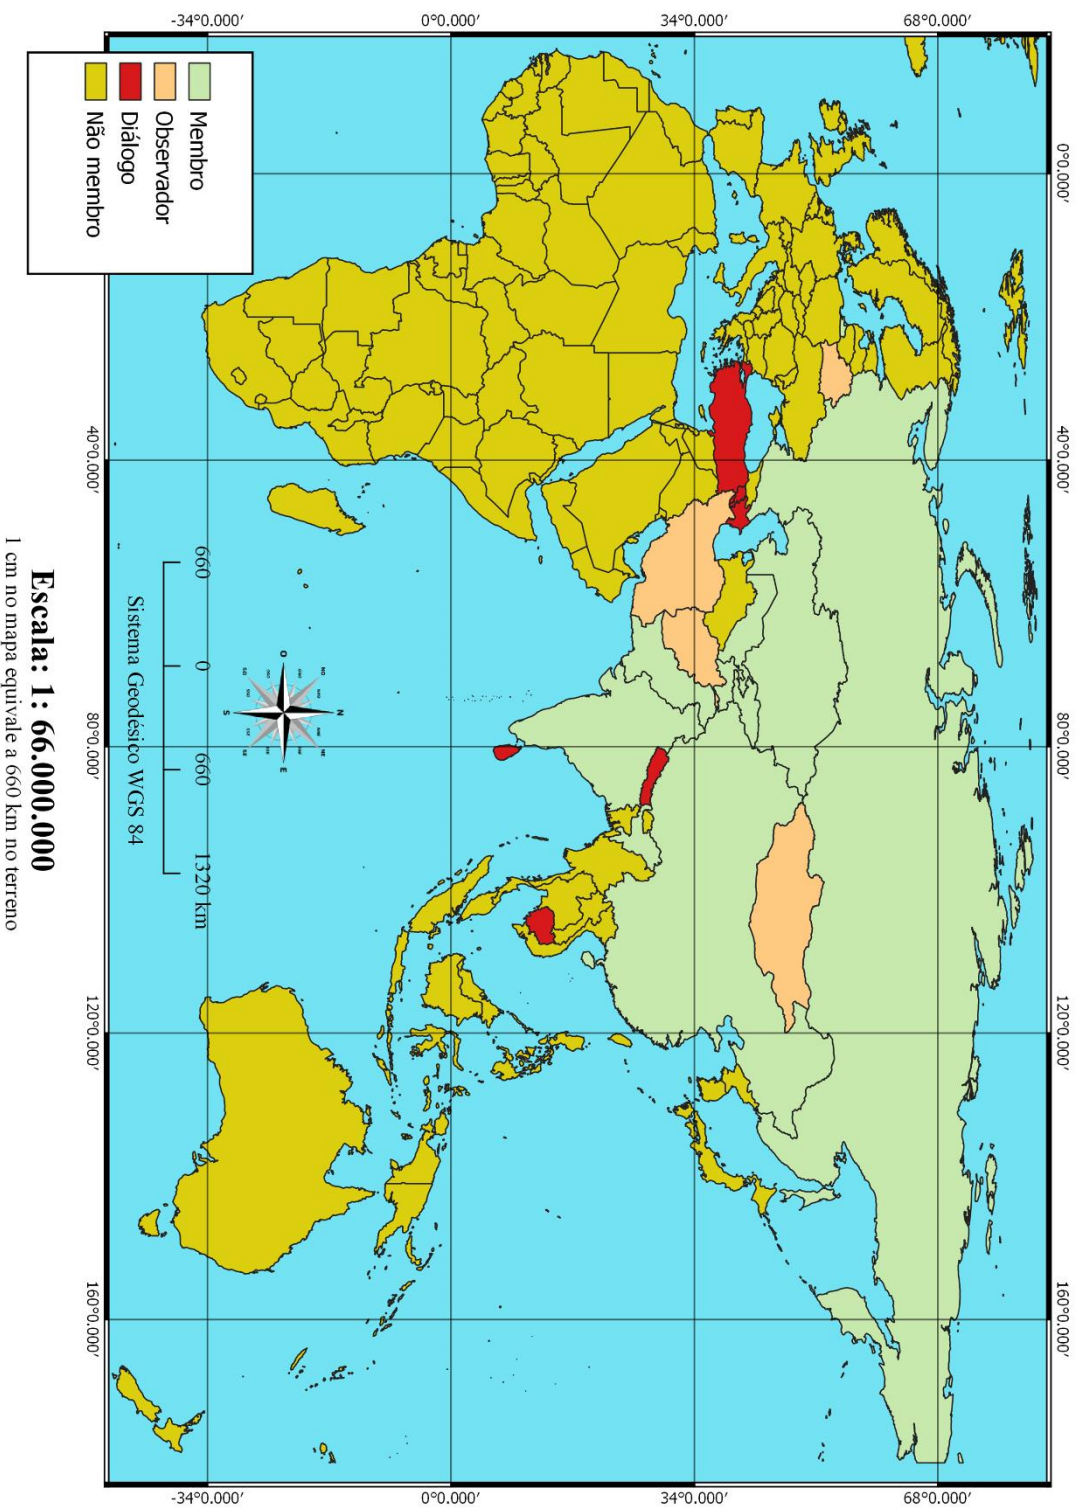 0°0.000′ 40°0.000′ 80°0.000′ 120°0.000′ 160°0.000′
68°0.000′ 68°0.000′
34°0.000′ 34°0.000′
0°0.000′ 0°0.000′
-34°0.000′ -34°0.000′
Membro
Observador
Diálogo
Não membro
40°0.000′ 80°0.000′ 120°0.000′ 160°0.000′
N
O
E
S
660 0 660 1320 km
Sistema Geodésico WGS 84
Escala: 1: 66.000.000
1 cm no mapa equivale a 660 km no terreno